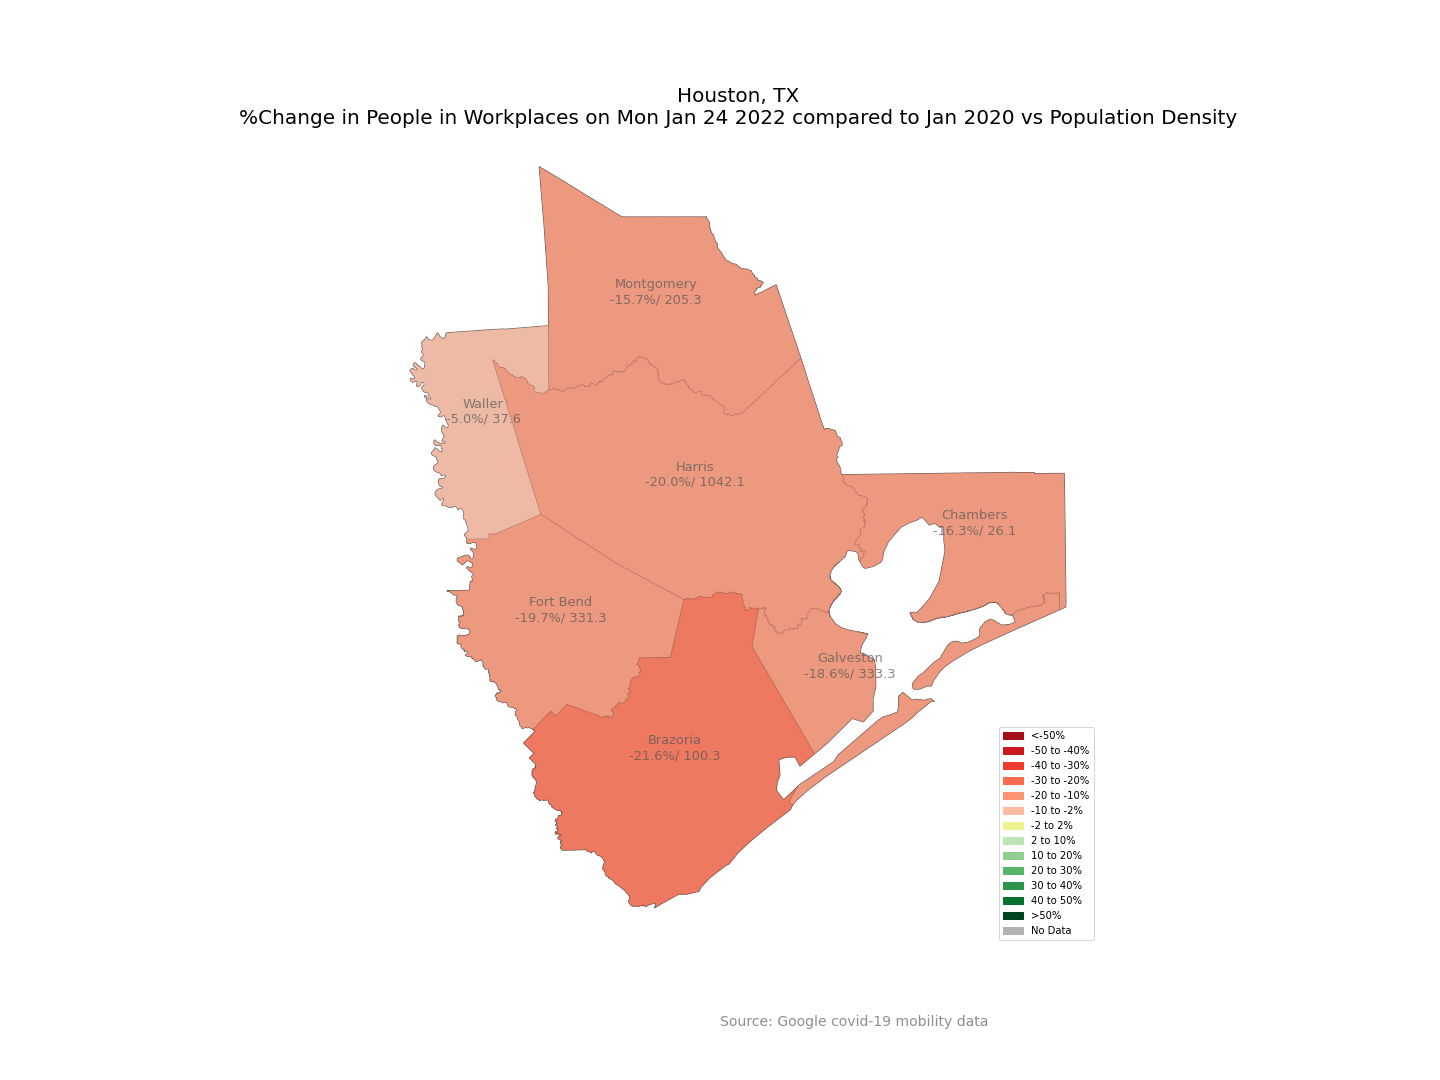 Houston, TX
%Change in People in Workplaces on Mon Jan 24 2022 compared to Jan 2020 vs Population Density
Montgomery
-15.7%/ 205.3
Waller
-5.0%/ 37.6
Harris
-20.0%/ 1042.1
Chambers
-16.3%/ 26.1
Fort Bend
-19.7%/ 331.3
Galveston
-18.6%/ 333.3
Brazoria
-21.6%/ 100.3
<-50%
-50 to -40%
-40 to -30%
-30 to -20%
-20 to -10%
-10 to -2%
-2 to 2%
2 to 10%
10 to 20%
20 to 30%
30 to 40%
40 to 50%
>50%
No Data
Source: Google covid-19 mobility data